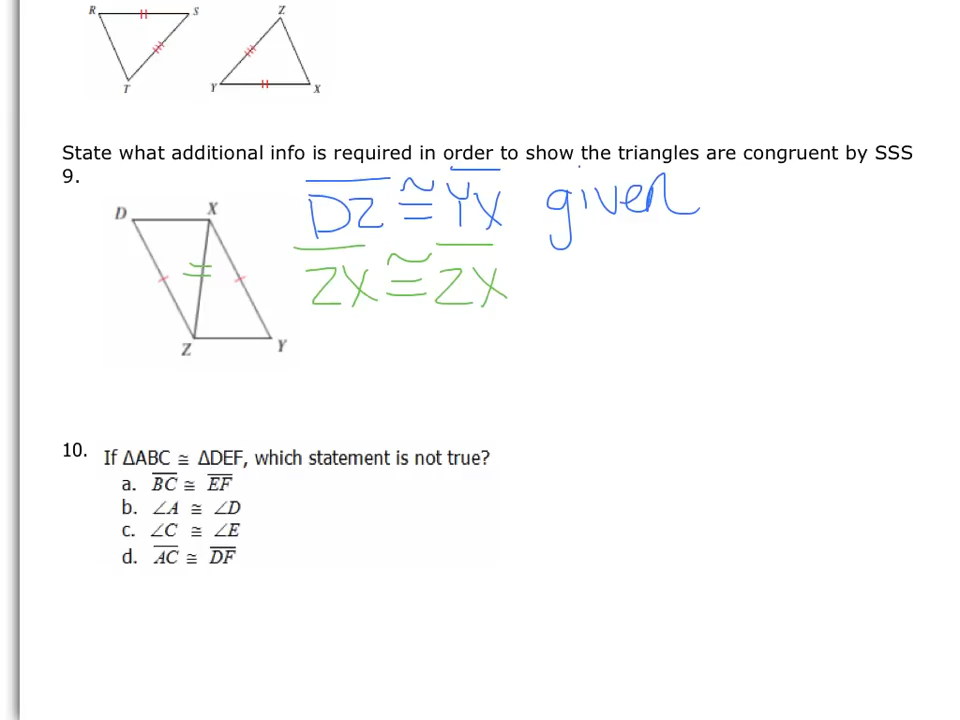 R S Z
T Y X
State what additional info is required in order to show the triangles are congruent by SSS
9.
D X
Z Y
DZ ≅ YX given
ZX ≅ ZX
10. If ΔABC ≅ ΔDEF, which statement is not true?
a. BC ≅ EF
b. ∠A ≅ ∠D
c. ∠C ≅ ∠E
d. AC ≅ DF